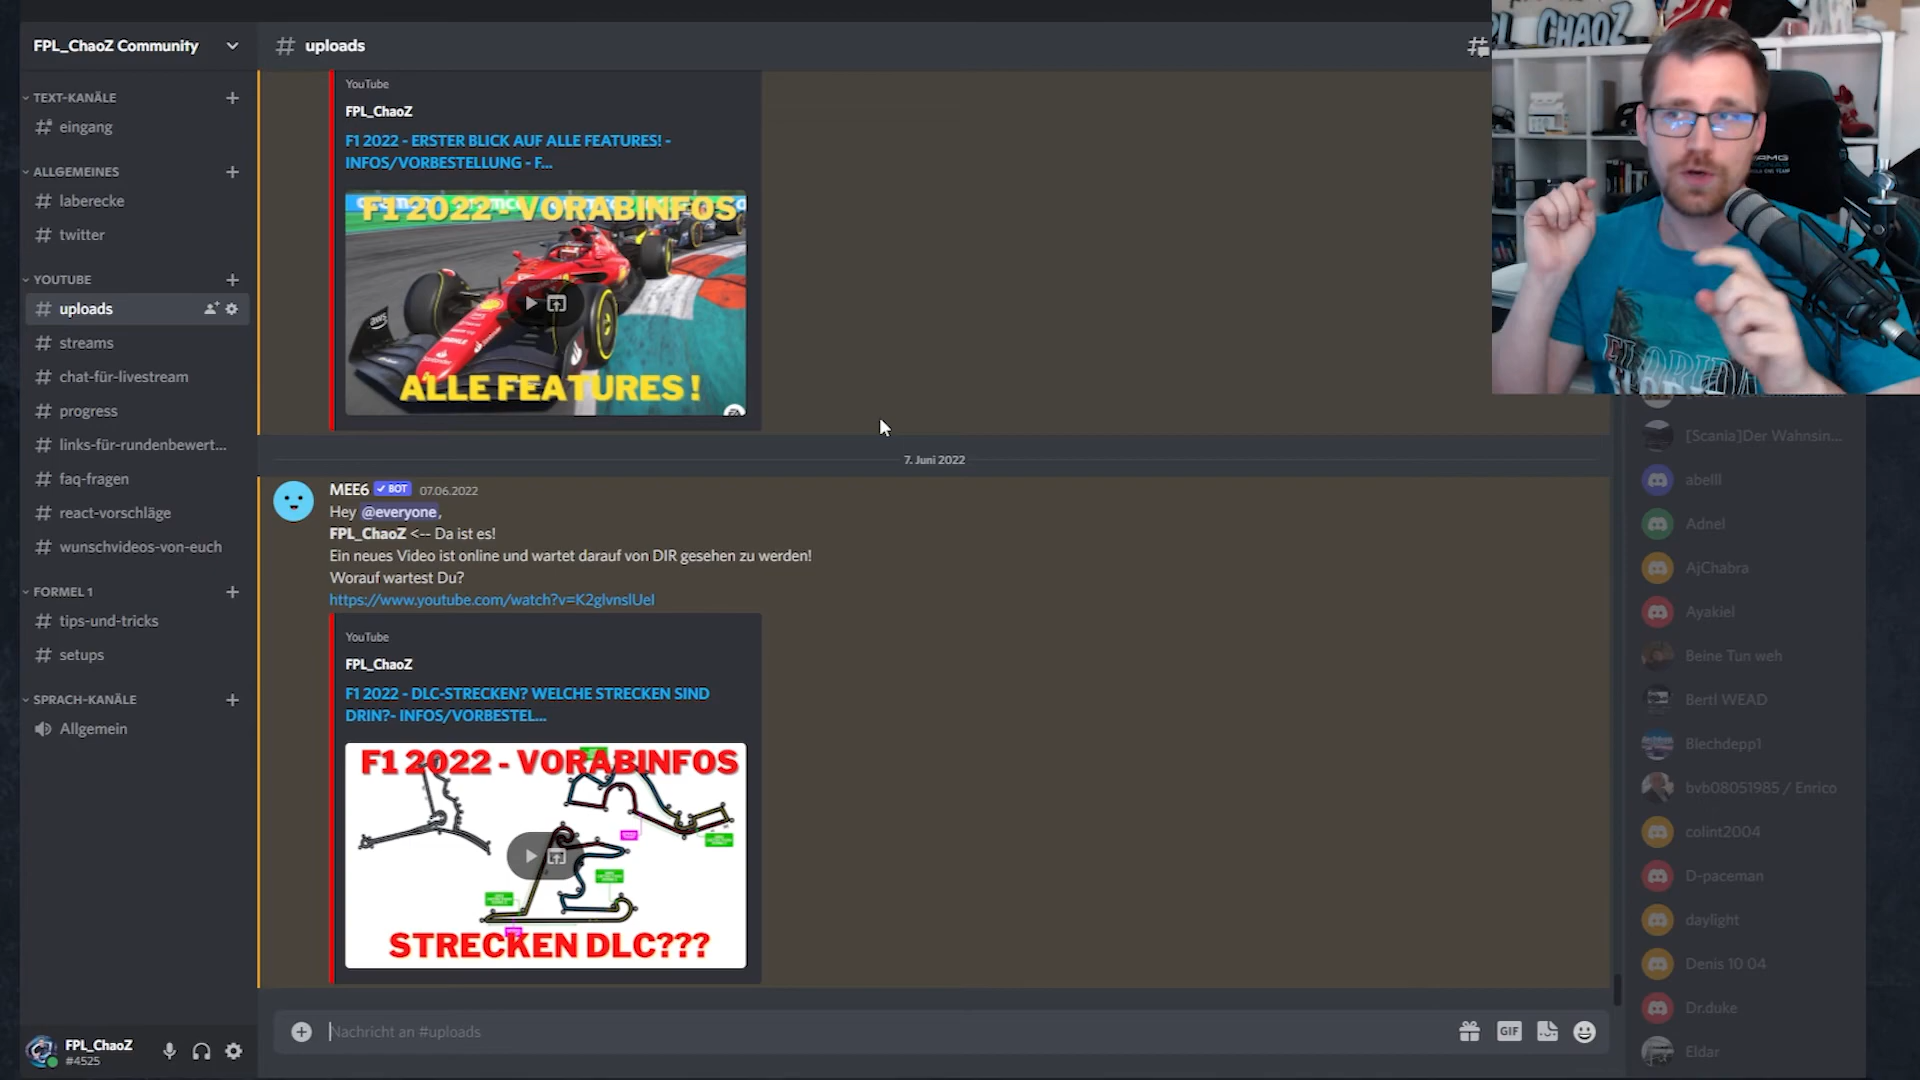 FPL_ChaoZ Community
# uploads
TEXT-KANÄLE
eingang
ALLGEMEINES
# laberecke
# twitter
YOUTUBE
# uploads
# streams
# chat-für-livestream
# progress
# links-für-rundenbewert...
# faq-fragen
# react-vorschläge
# wunschvideos-von-euch
FORMEL 1
# tips-und-tricks
# setups
SPRACH-KANÄLE
Allgemein
FPL_ChaoZ
#4525
YouTube
FPL_ChaoZ
F1 2022 - ERSTER BLICK AUF ALLE FEATURES! -
INFOS/VORBESTELLUNG - F...
F1 2022 - VORABINFOS
aws
ALLE FEATURES !
7. Juni 2022
MEE6 BOT 07.06.2022
Hey @everyone,
FPL_ChaoZ <-- Da ist es!
Ein neues Video ist online und wartet darauf von DIR gesehen zu werden!
Worauf wartest Du?
https://www.youtube.com/watch?v=K2glvnslUeI
YouTube
FPL_ChaoZ
F1 2022 - DLC-STRECKEN? WELCHE STRECKEN SIND
DRIN?- INFOS/VORBESTEL...
F1 2022 - VORABINFOS
STRECKEN DLC???
Nachricht an #uploads
GIF
CHAOZ
AMG
FLORIDA
[Scania]Der Wahnsin...
abelll
Adnel
AjChabra
Ayakiel
Beine Tun weh
Bertl WEAD
Blechdepp1
bvb08051985 / Enrico
colint2004
D-paceman
daylight
Denis 10 04
Dr.duke
Eldar